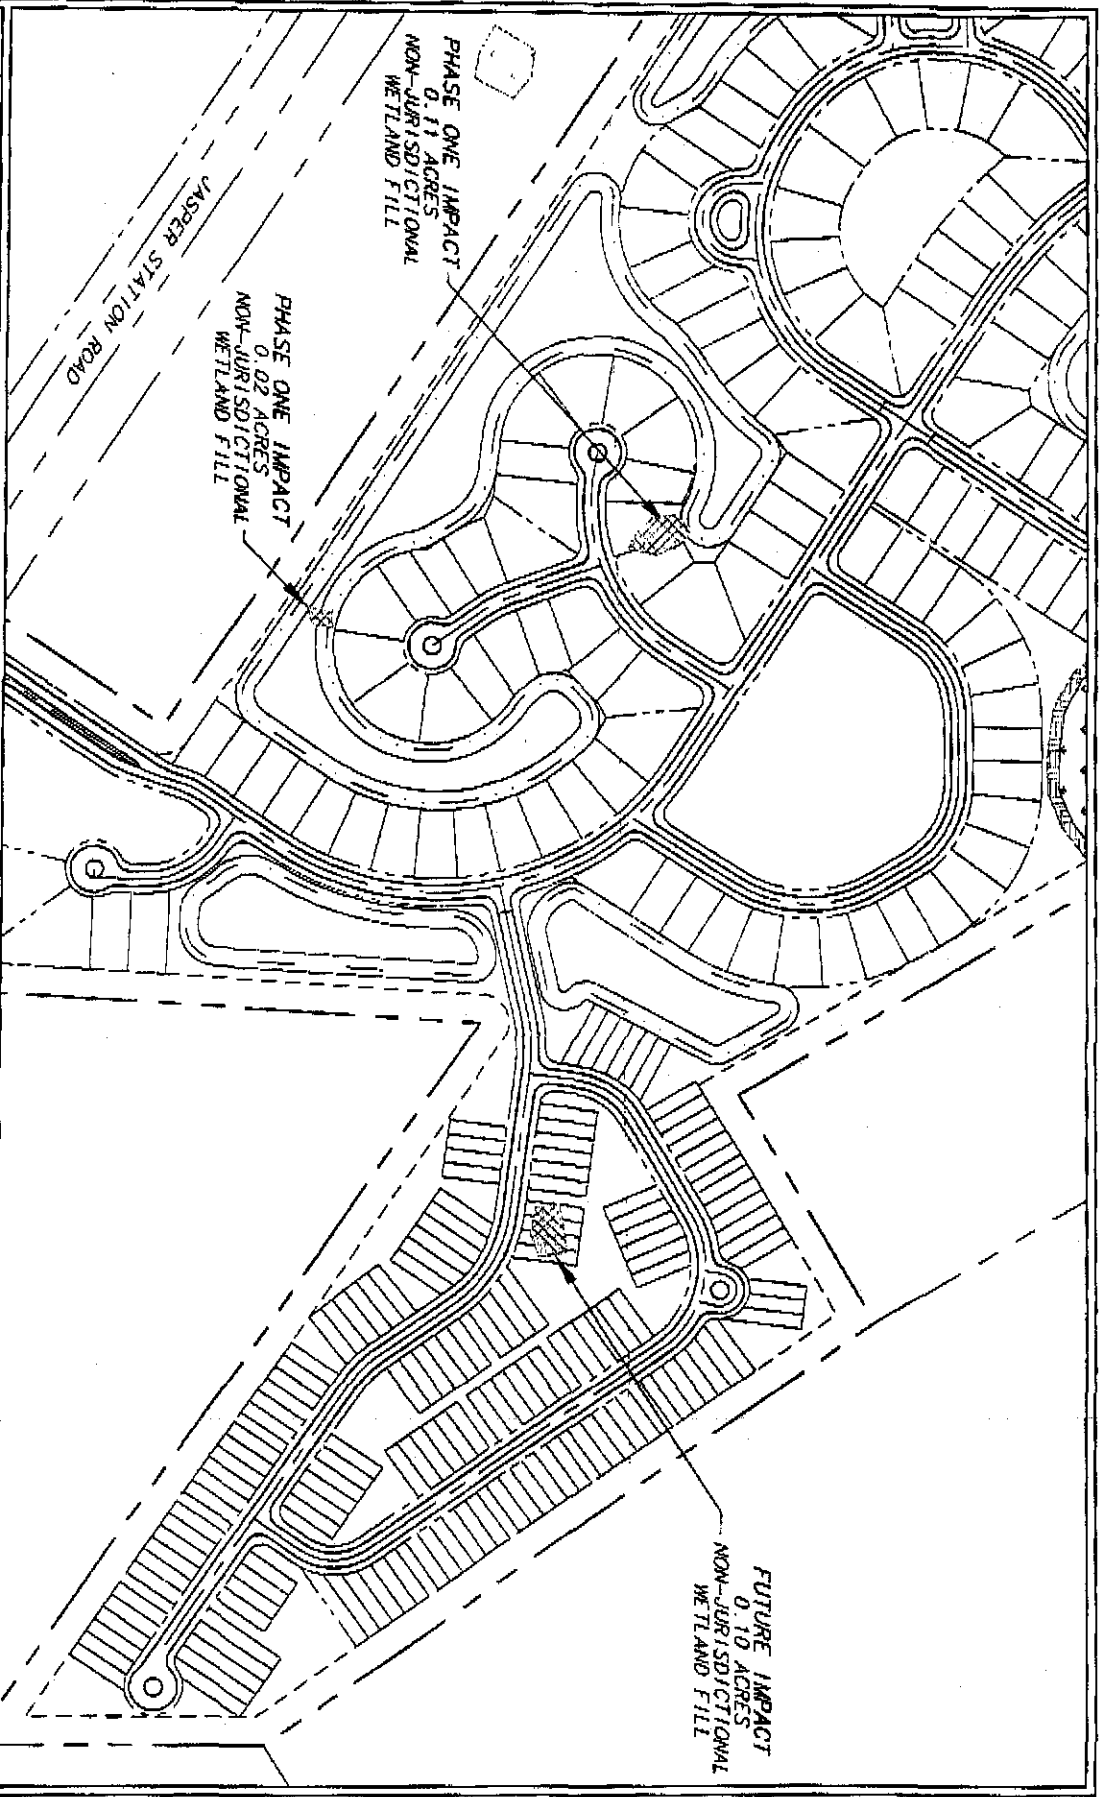 PHASE ONE IMPACT
0.11 ACRES
NON-JURISDICTIONAL
WETLAND FILL
JASPER STATION ROAD
PHASE ONE IMPACT
0.02 ACRES
NON-JURISDICTIONAL
WETLAND FILL
FUTURE IMPACT
0.10 ACRES
NON-JURISDICTIONAL
WETLAND FILL